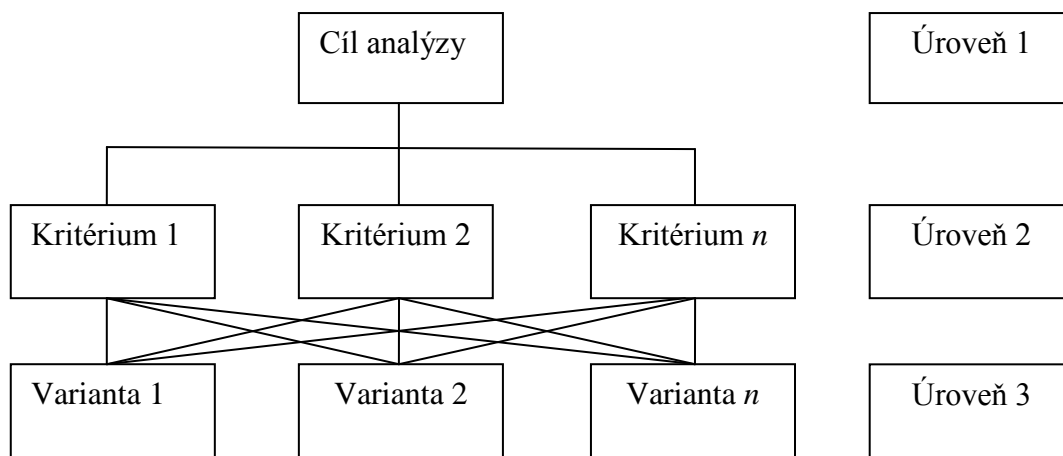 Cíl analýzy
Úroveň 1
Kritérium 1
Kritérium 2
Kritérium n
Úroveň 2
Varianta 1
Varianta 2
Varianta n
Úroveň 3